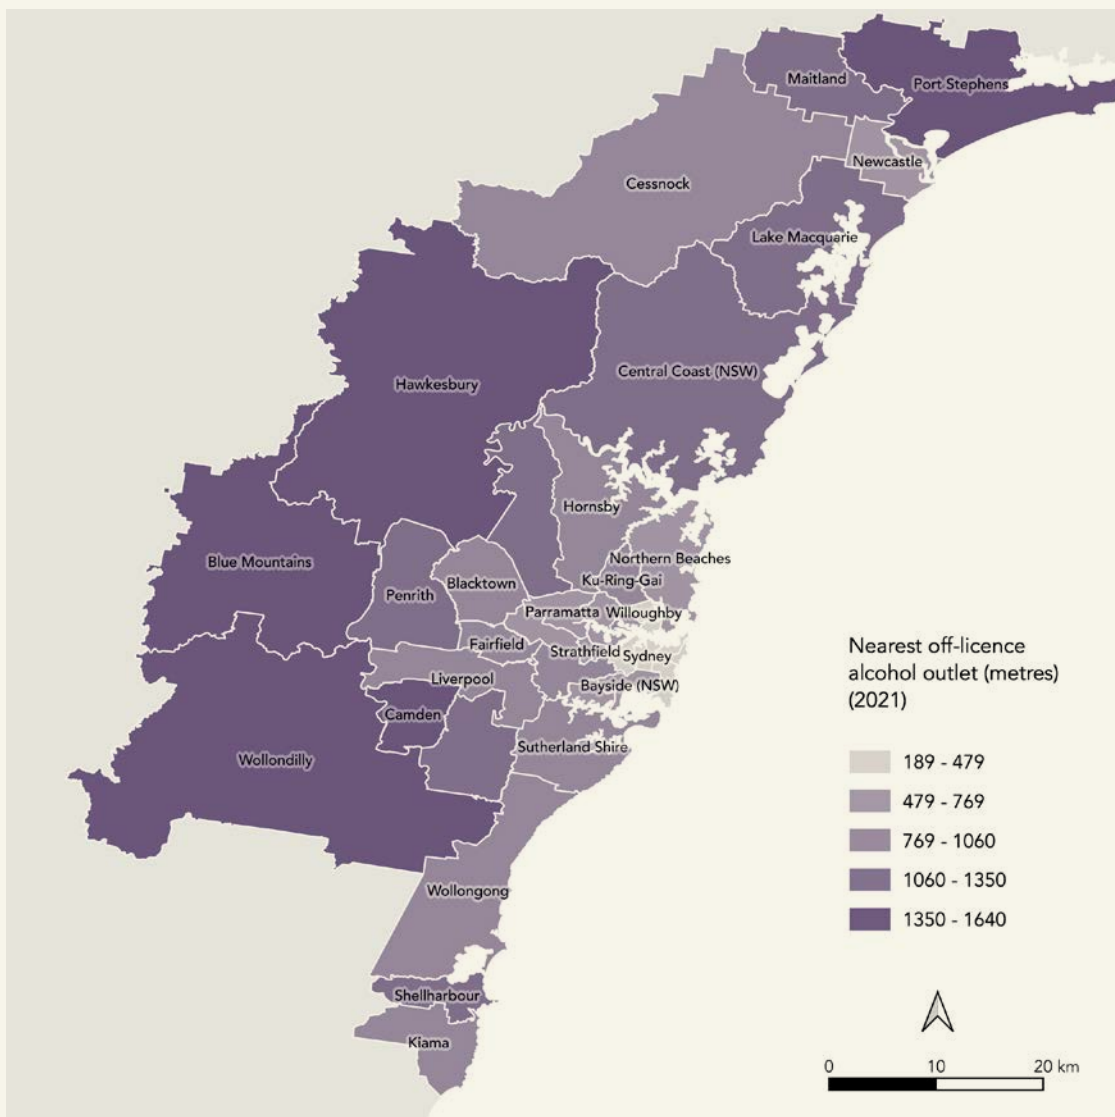 Maitland
Port Stephens
Newcastle
Cessnock
Lake Macquarie
Central Coast (NSW)
Hawkesbury
Hornsby
Northern Beaches
Blue Mountains
Blacktown
Ku-Ring-Gai
Penrith
Parramatta
Willoughby
Fairfield
Strathfield
Sydney
Liverpool
Bayside (NSW)
Camden
Sutherland Shire
Wollondilly
Wollongong
Shellharbour
Kiama
Nearest off-licence
alcohol outlet (metres)
(2021)
189 - 479
479 - 769
769 - 1060
1060 - 1350
1350 - 1640
0 10 20 km